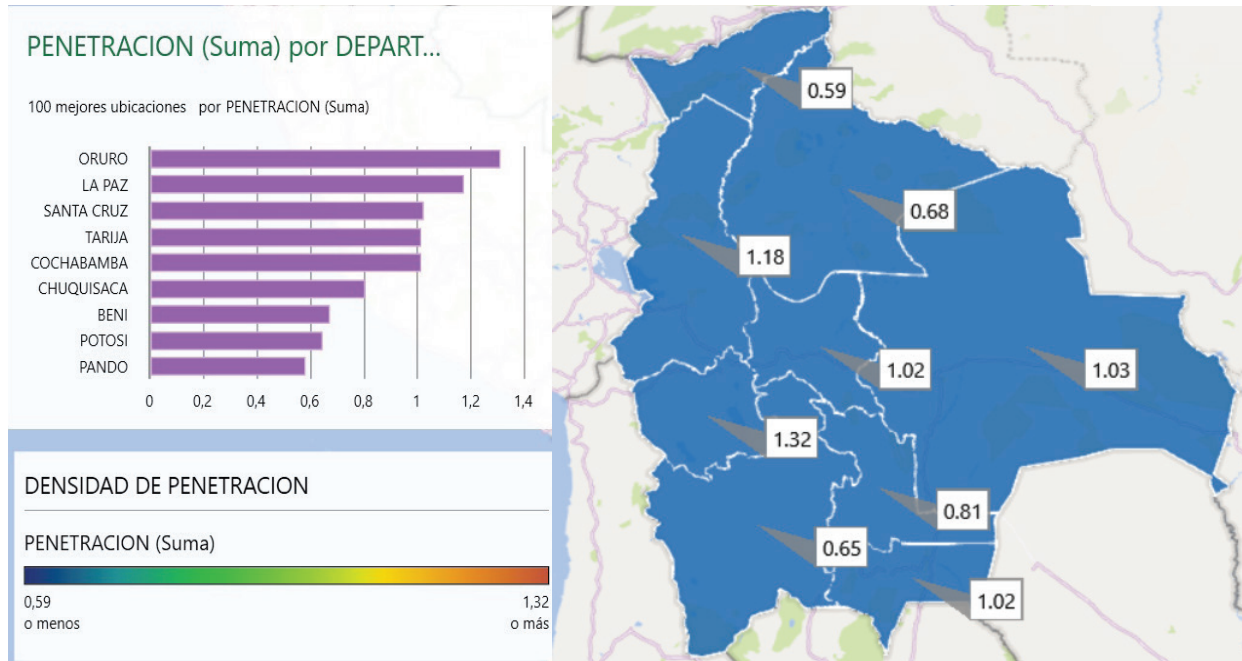 PENETRACION (Suma) por DEPART...
100 mejores ubicaciones por PENETRACION (Suma)
ORURO
LA PAZ
SANTA CRUZ
TARIJA
COCHABAMBA
CHUQUISACA
BENI
POTOSI
PANDO
0 0,2 0,4 0,6 0,8 1 1,2 1,4
DENSIDAD DE PENETRACION
PENETRACION (Suma)
0,59 1,32
o menos o más
0.59
0.68
1.18
1.02
1.03
1.32
0.81
0.65
1.02